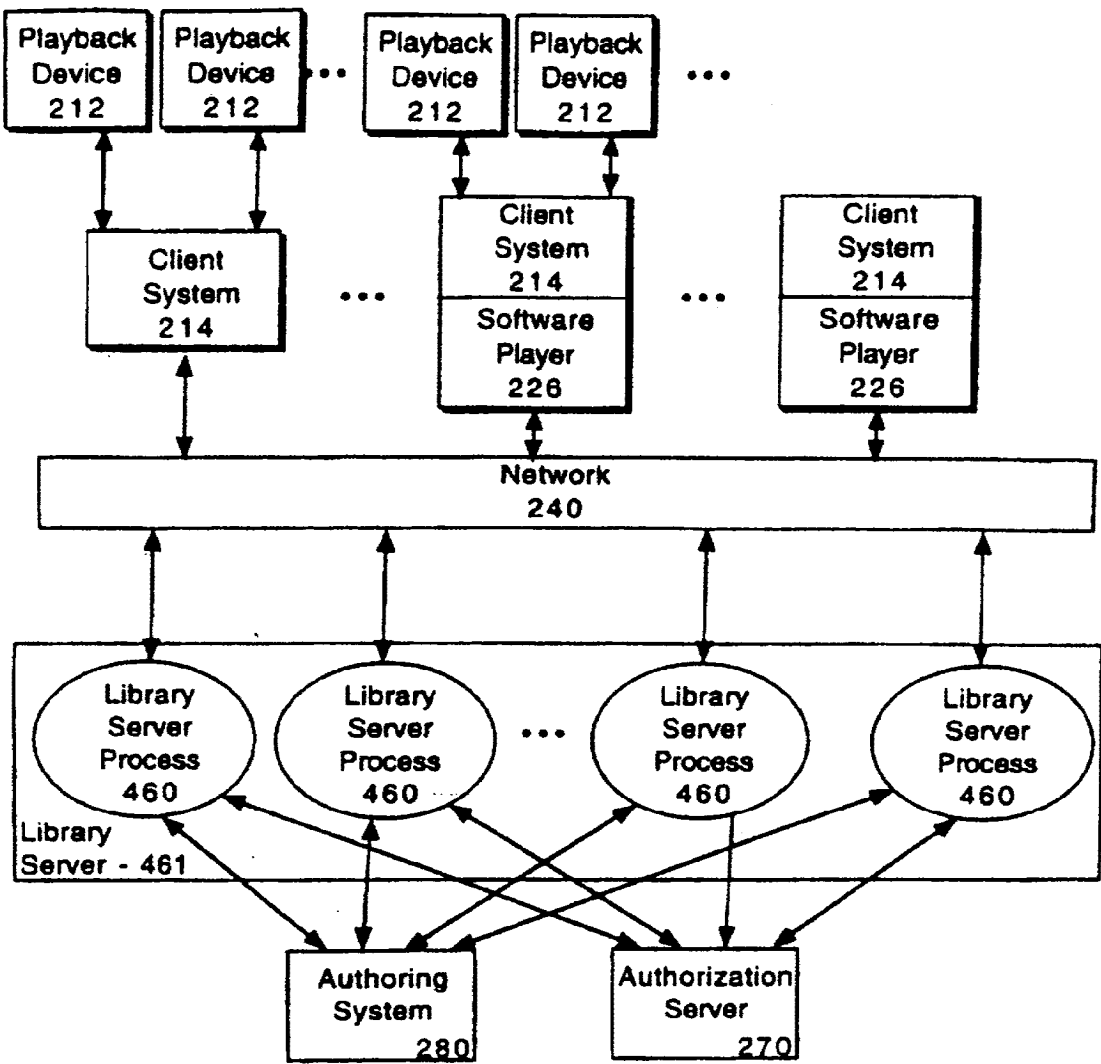 Playback
Device
212
Playback
Device
212
Playback
Device
212
Playback
Device
212
Client
System
214
Client
System
214
Software
Player
226
Client
System
214
Software
Player
226
Network
240
Library
Server
Process
460
Library
Server
Process
460
Library
Server
Process
460
Library
Server
Process
460
Library
Server - 461
Authoring
System
280
Authorization
Server
270